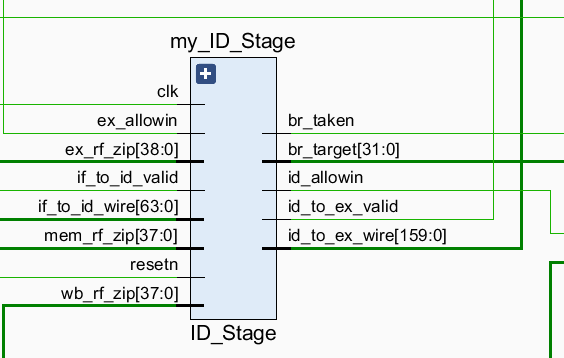 my_ID_Stage
clk
ex_allowin
br_taken
ex_rf_zip[38:0]
br_target[31:0]
if_to_id_valid
id_allowin
if_to_id_wire[63:0]
id_to_ex_valid
mem_rf_zip[37:0]
id_to_ex_wire[159:0]
resetn
wb_rf_zip[37:0]
ID_Stage